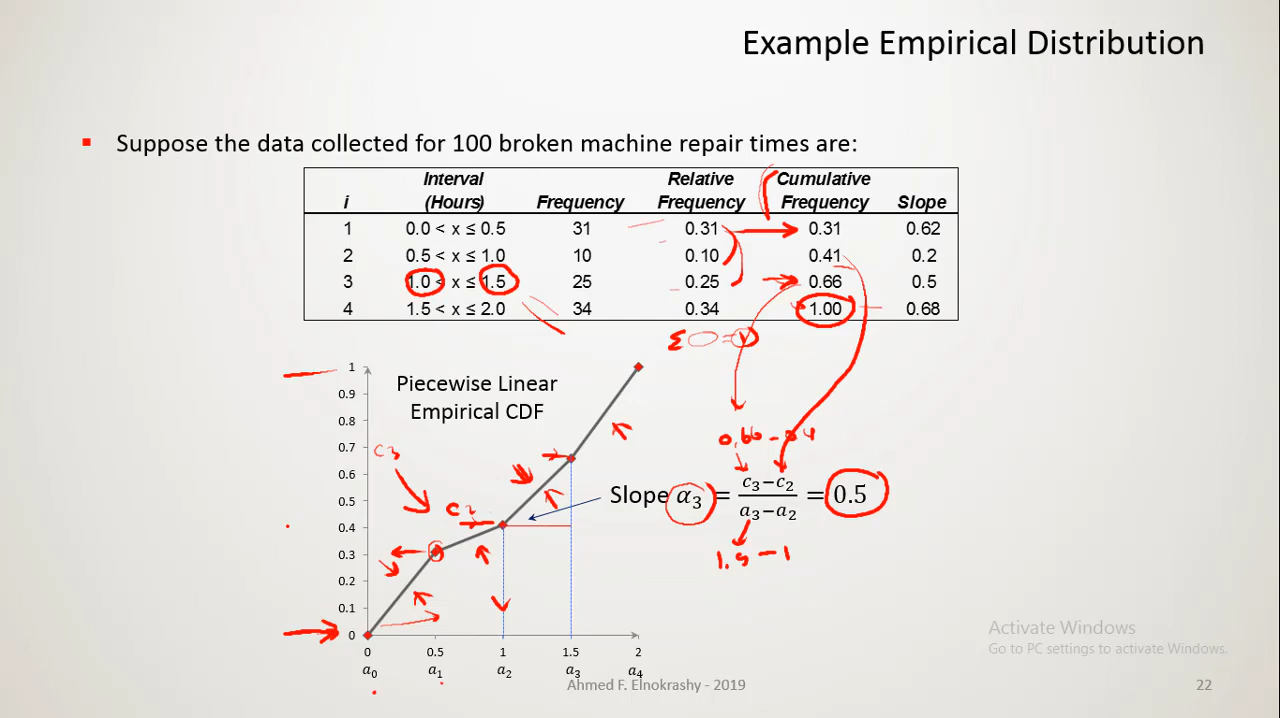 Example Empirical Distribution
▪ Suppose the data collected for 100 broken machine repair times are:
i Interval (Hours) Frequency Relative Frequency Cumulative Frequency Slope
1 0.0 < x ≤ 0.5 31 0.31 0.31 0.62
2 0.5 < x ≤ 1.0 10 0.10 0.41 0.2
3 1.0 < x ≤ 1.5 25 0.25 0.66 0.5
4 1.5 < x ≤ 2.0 34 0.34 1.00 0.68
Σ = 1
Piecewise Linear
Empirical CDF
1
0.9
0.8
0.7
0.6
0.5
0.4
0.3
0.2
0.1
0
C3
C2
0.66 -
Slope α₃ = (c₃−c₂)/(a₃−a₂) = 0.5
1.5 - 1
0 0.5 1 1.5 2
a₀ a₁ a₂ a₃ a₄
Activate Windows
Go to PC settings to activate Windows.
Ahmed F. Elnokrashy - 2019
22